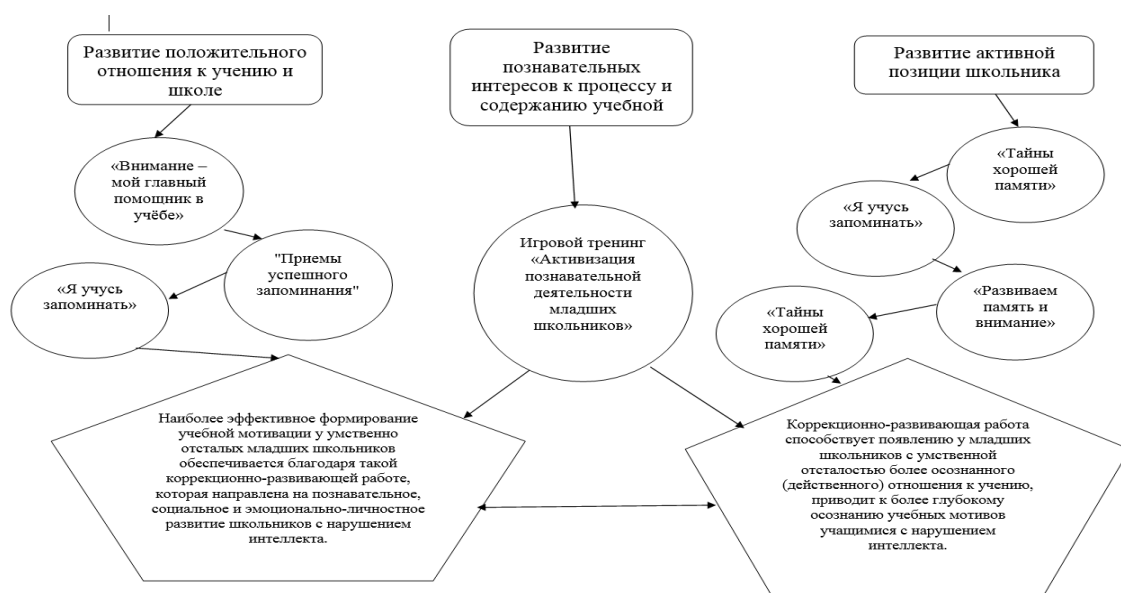 Развитие положительного
отношения к учению и
школе
Развитие
познавательных
интересов к процессу и
содержанию учебной
Развитие активной
позиции школьника
«Внимание –
мой главный
помощник в
учёбе»
"Приемы
успешного
запоминания"
«Я учусь
запоминать»
Игровой тренинг
«Активизация
познавательной
деятельности
младших
школьников»
«Тайны
хорошей
памяти»
«Я учусь
запоминать»
«Развиваем
память и
внимание»
«Тайны
хорошей
памяти»
Наиболее эффективное формирование
учебной мотивации у умственно
отсталых младших школьников
обеспечивается благодаря такой
коррекционно-развивающей работе,
которая направлена на познавательное,
социальное и эмоционально-личностное
развитие школьников с нарушением
интеллекта.
Коррекционно-развивающая работа
способствует появлению у младших
школьников с умственной
отсталостью более осознанного
(действенного) отношения к учению,
приводит к более глубокому
осознанию учебных мотивов
учащимися с нарушением
интеллекта.